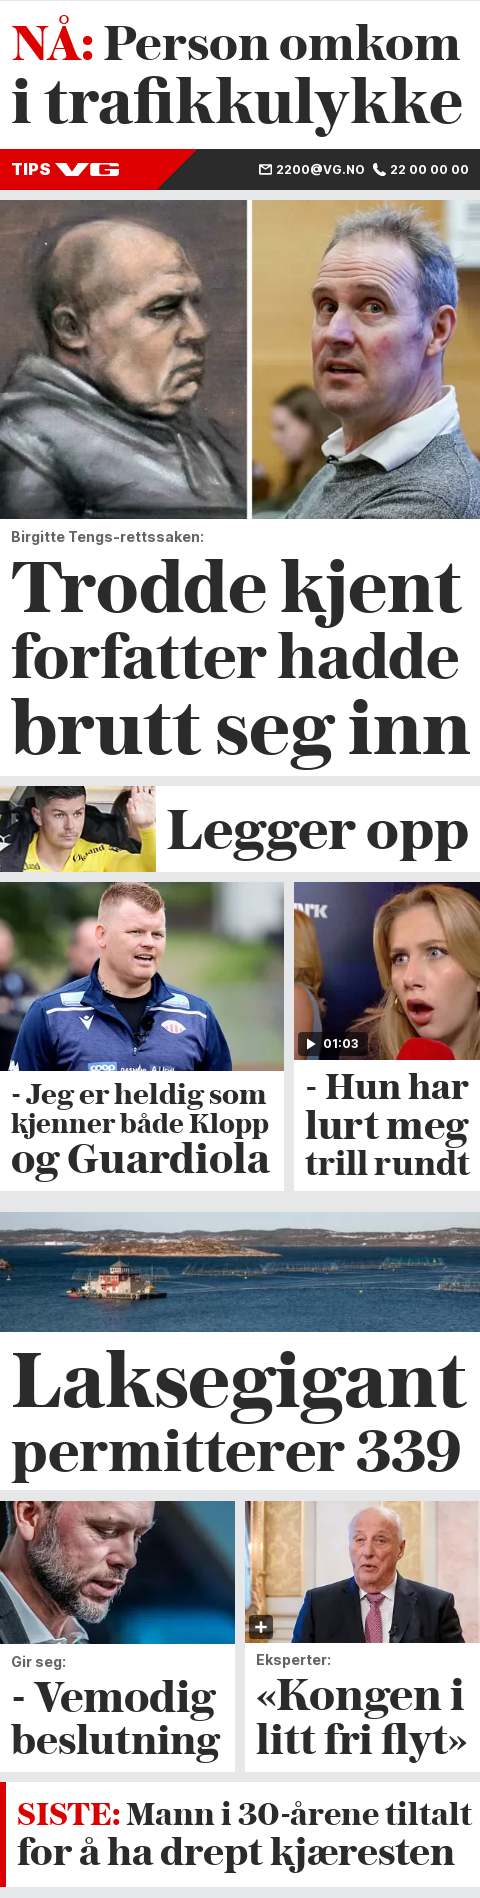 NÅ: Person omkom
i trafikkulykke
TIPS VG 2200@VG.NO 22 00 00 00
Birgitte Tengs-rettssaken:
Trodde kjent
forfatter hadde
brutt seg inn
Legger opp
- Jeg er heldig som
kjenner både Klopp
og Guardiola
NRK
01:03
- Hun har
lurt meg
trill rundt
Laksegigant
permitterer 339
Gir seg:
- Vemodig
beslutning
Eksperter:
«Kongen i
litt fri flyt»
SISTE: Mann i 30-årene tiltalt
for å ha drept kjæresten